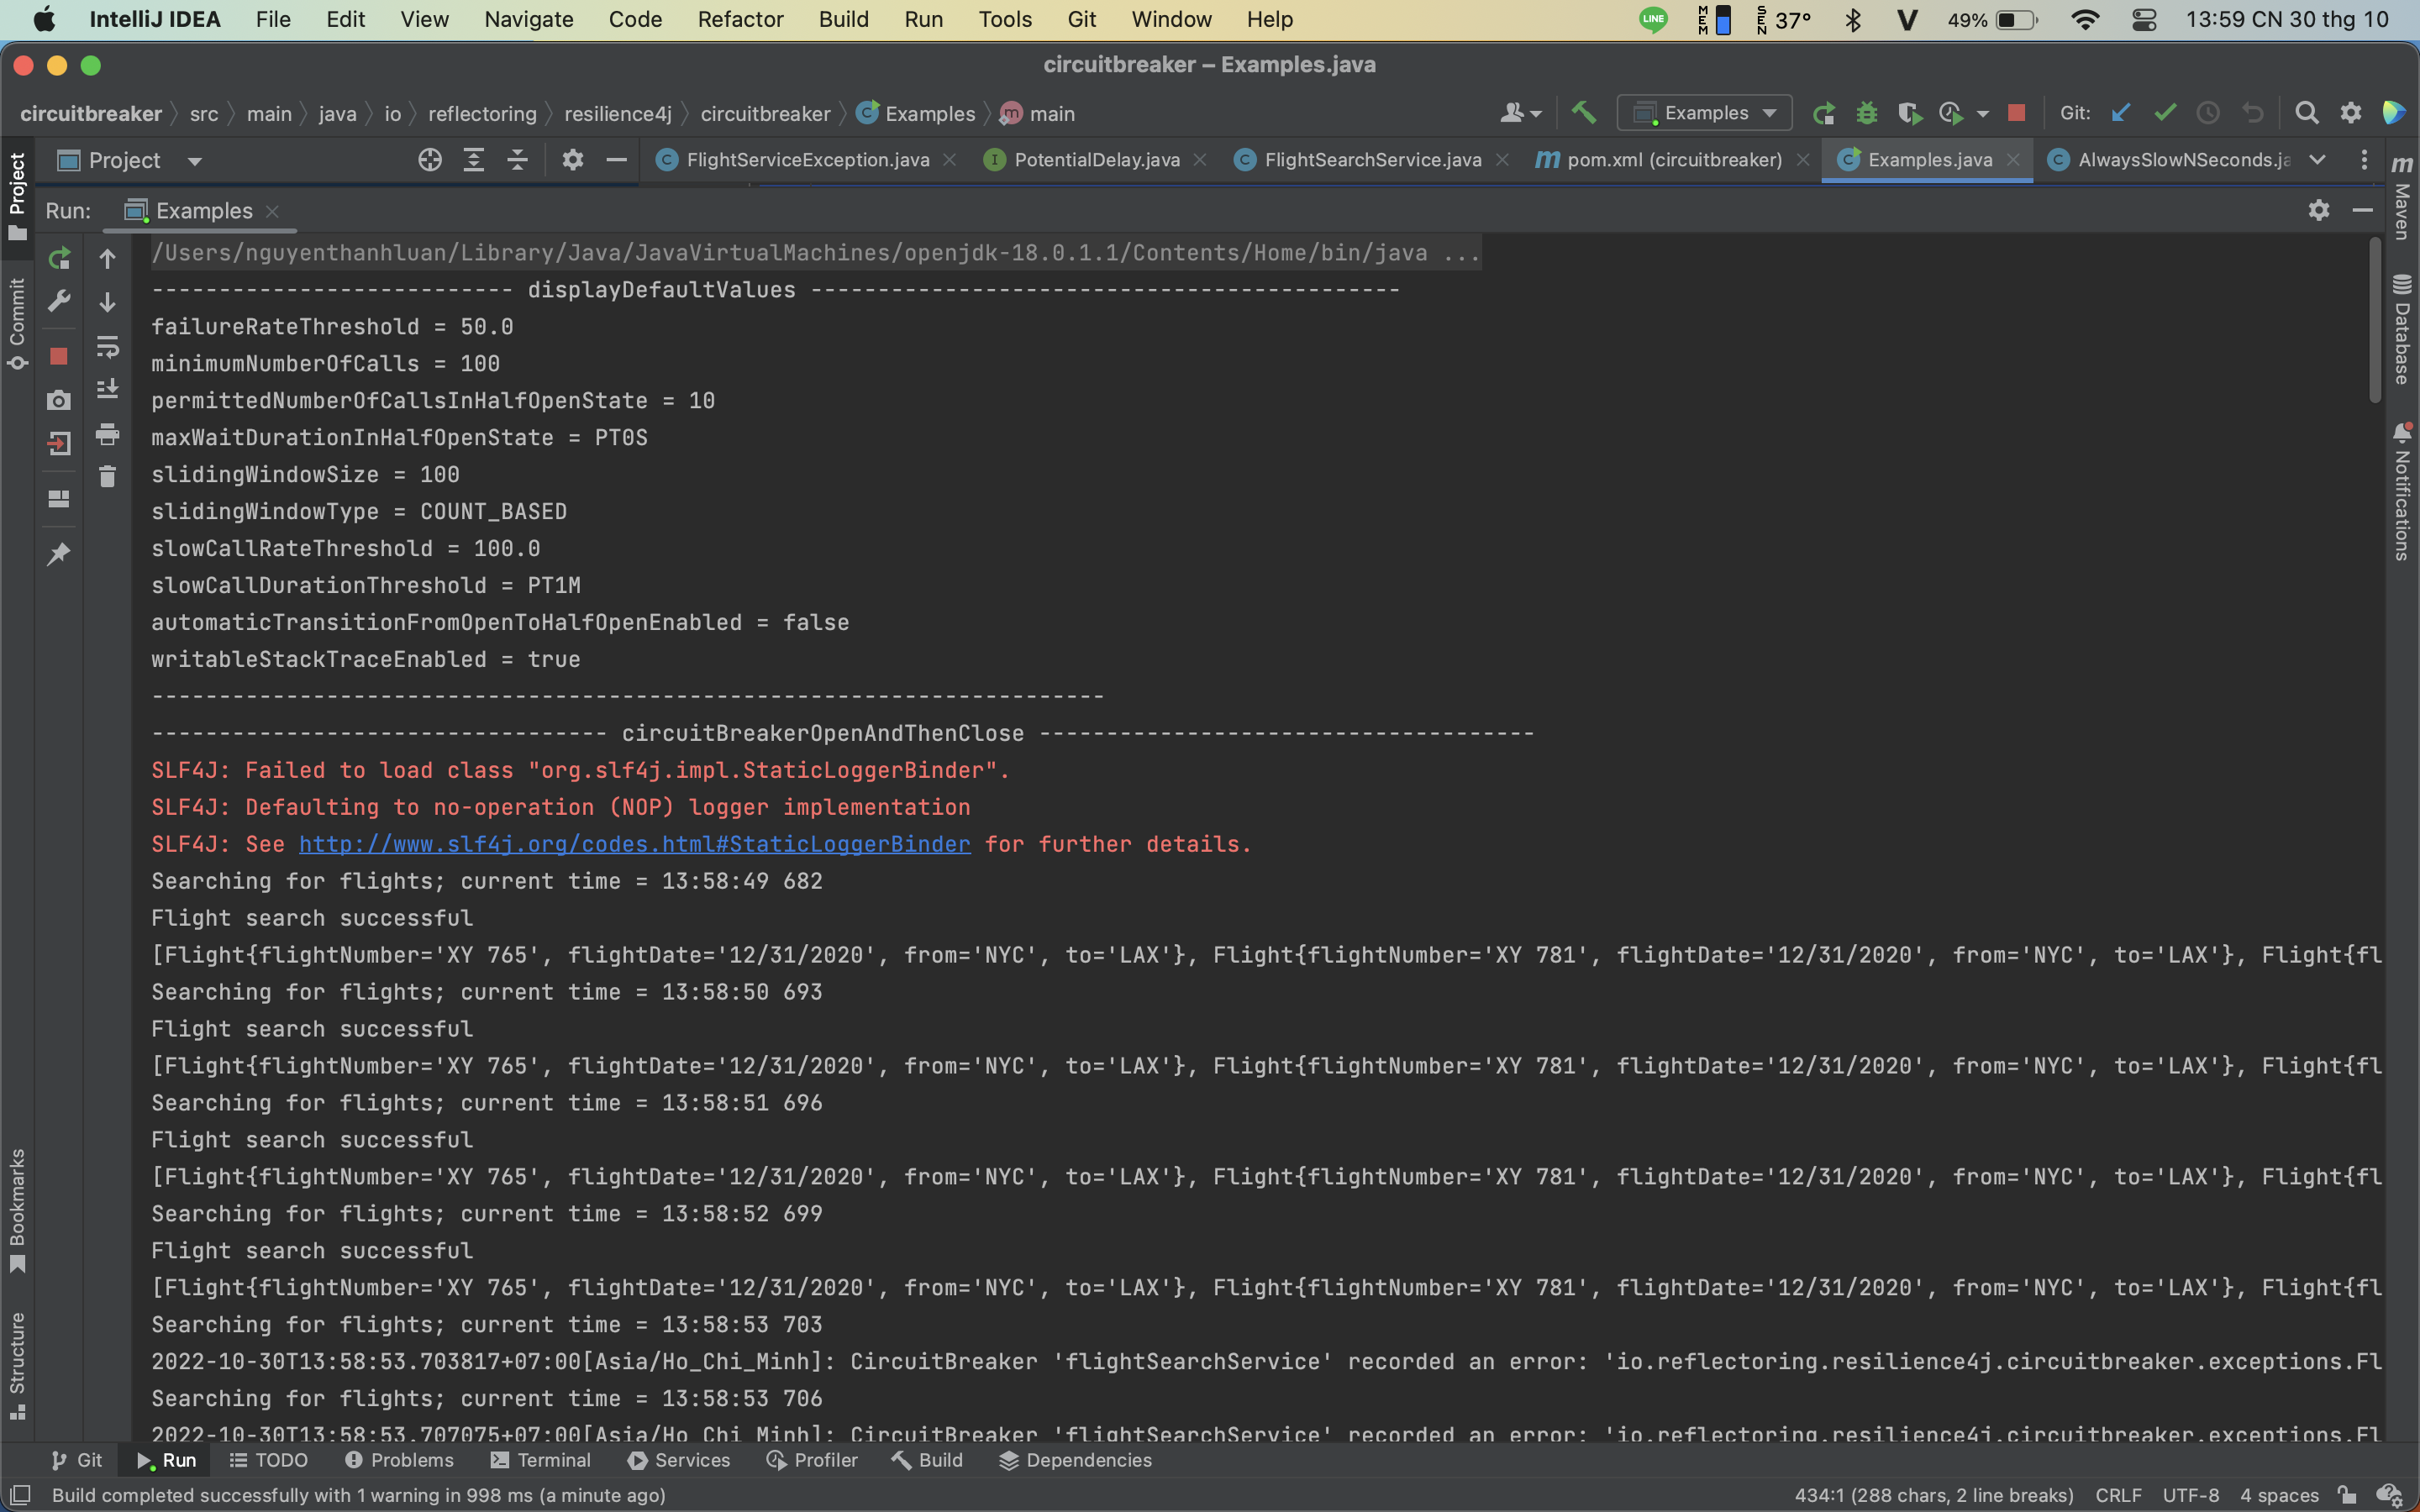 IntelliJ IDEA File Edit View Navigate Code Refactor Build Run Tools Git Window Help LINE MEM SEN 37° V 49% 13:59 CN 30 thg 10
circuitbreaker – Examples.java
circuitbreaker src main java io reflectoring resilience4j circuitbreaker Examples main Examples Git:
Project FlightServiceException.java PotentialDelay.java FlightSearchService.java pom.xml (circuitbreaker) Examples.java AlwaysSlowNSeconds.ja
Run: Examples
Project
Commit
Bookmarks
Structure
Maven
Database
Notifications
/Users/nguyenthanhluan/Library/Java/JavaVirtualMachines/openjdk-18.0.1.1/Contents/Home/bin/java ...
--------------------------- displayDefaultValues --------------------------------------------
failureRateThreshold = 50.0
minimumNumberOfCalls = 100
permittedNumberOfCallsInHalfOpenState = 10
maxWaitDurationInHalfOpenState = PT0S
slidingWindowSize = 100
slidingWindowType = COUNT_BASED
slowCallRateThreshold = 100.0
slowCallDurationThreshold = PT1M
automaticTransitionFromOpenToHalfOpenEnabled = false
writableStackTraceEnabled = true
-----------------------------------------------------------------------
---------------------------------- circuitBreakerOpenAndThenClose -------------------------------------
SLF4J: Failed to load class "org.slf4j.impl.StaticLoggerBinder".
SLF4J: Defaulting to no-operation (NOP) logger implementation
SLF4J: See http://www.slf4j.org/codes.html#StaticLoggerBinder for further details.
Searching for flights; current time = 13:58:49 682
Flight search successful
[Flight{flightNumber='XY 765', flightDate='12/31/2020', from='NYC', to='LAX'}, Flight{flightNumber='XY 781', flightDate='12/31/2020', from='NYC', to='LAX'}, Flight{fl
Searching for flights; current time = 13:58:50 693
Flight search successful
[Flight{flightNumber='XY 765', flightDate='12/31/2020', from='NYC', to='LAX'}, Flight{flightNumber='XY 781', flightDate='12/31/2020', from='NYC', to='LAX'}, Flight{fl
Searching for flights; current time = 13:58:51 696
Flight search successful
[Flight{flightNumber='XY 765', flightDate='12/31/2020', from='NYC', to='LAX'}, Flight{flightNumber='XY 781', flightDate='12/31/2020', from='NYC', to='LAX'}, Flight{fl
Searching for flights; current time = 13:58:52 699
Flight search successful
[Flight{flightNumber='XY 765', flightDate='12/31/2020', from='NYC', to='LAX'}, Flight{flightNumber='XY 781', flightDate='12/31/2020', from='NYC', to='LAX'}, Flight{fl
Searching for flights; current time = 13:58:53 703
2022-10-30T13:58:53.703817+07:00[Asia/Ho_Chi_Minh]: CircuitBreaker 'flightSearchService' recorded an error: 'io.reflectoring.resilience4j.circuitbreaker.exceptions.Fl
Searching for flights; current time = 13:58:53 706
2022-10-30T13:58:53.707075+07:00[Asia/Ho_Chi_Minh]: CircuitBreaker 'flightSearchService' recorded an error: 'io.reflectoring.resilience4j.circuitbreaker.exceptions.Fl
Git Run TODO Problems Terminal Services Profiler Build Dependencies
Build completed successfully with 1 warning in 998 ms (a minute ago) 434:1 (288 chars, 2 line breaks) CRLF UTF-8 4 spaces